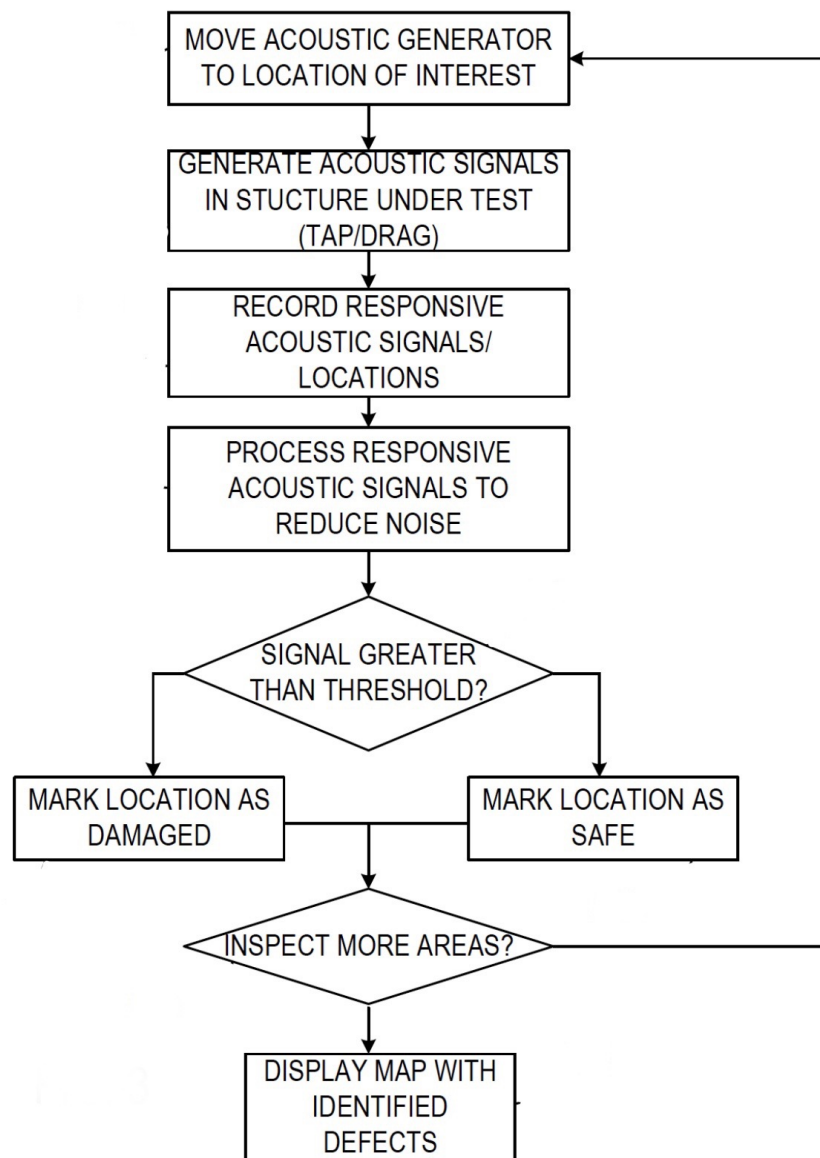 MOVE ACOUSTIC GENERATOR
TO LOCATION OF INTEREST
GENERATE ACOUSTIC SIGNALS
IN STUCTURE UNDER TEST
(TAP/DRAG)
RECORD RESPONSIVE
ACOUSTIC SIGNALS/
LOCATIONS
PROCESS RESPONSIVE
ACOUSTIC SIGNALS TO
REDUCE NOISE
SIGNAL GREATER
THAN THRESHOLD?
MARK LOCATION AS
DAMAGED
MARK LOCATION AS
SAFE
INSPECT MORE AREAS?
DISPLAY MAP WITH
IDENTIFIED
DEFECTS